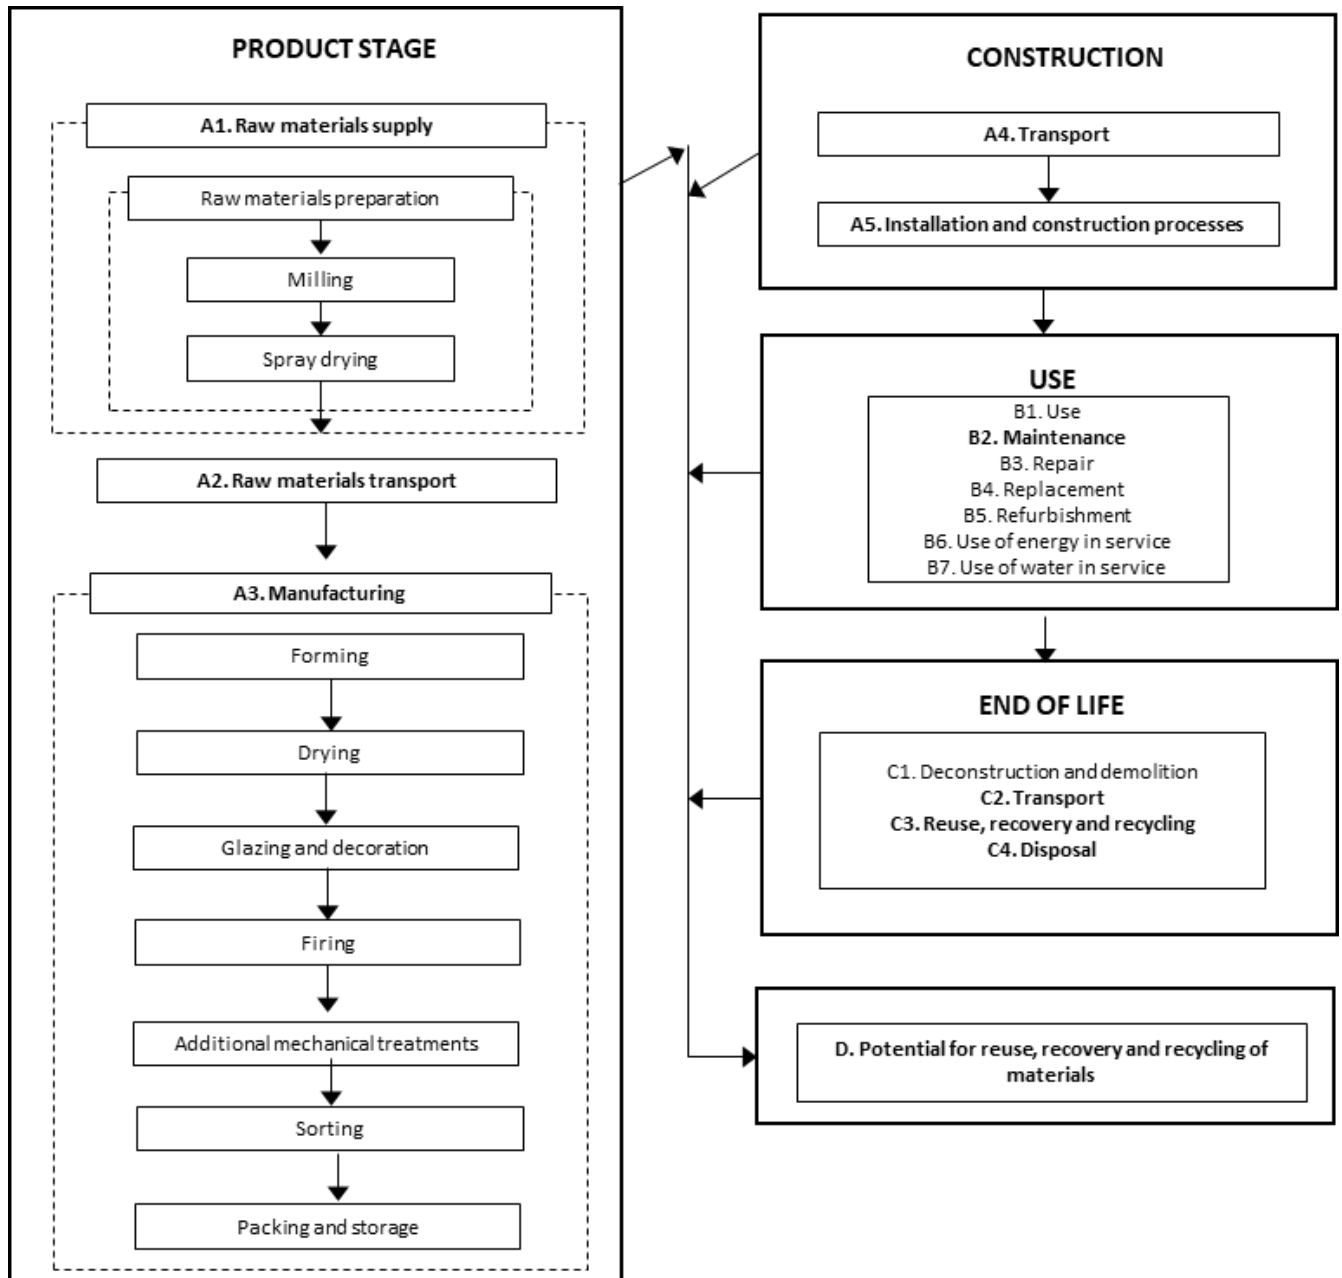 PRODUCT STAGE
A1. Raw materials supply
Raw materials preparation
Milling
Spray drying
A2. Raw materials transport
A3. Manufacturing
Forming
Drying
Glazing and decoration
Firing
Additional mechanical treatments
Sorting
Packing and storage
CONSTRUCTION
A4. Transport
A5. Installation and construction processes
USE
B1. Use
B2. Maintenance
B3. Repair
B4. Replacement
B5. Refurbishment
B6. Use of energy in service
B7. Use of water in service
END OF LIFE
C1. Deconstruction and demolition
C2. Transport
C3. Reuse, recovery and recycling
C4. Disposal
D. Potential for reuse, recovery and recycling of
materials